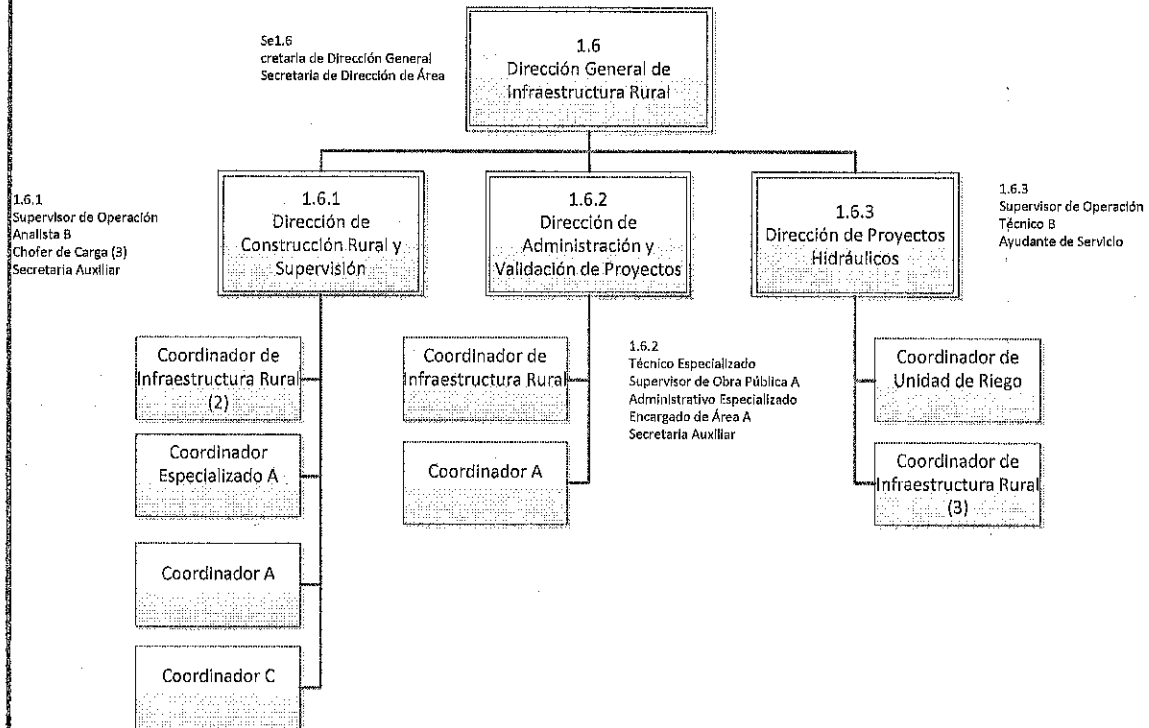 Se1.6
cretaria de Dirección General
Secretaria de Dirección de Área
1.6
Dirección General de
Infraestructura Rural
1.6.1
Supervisor de Operación
Analista B
Chofer de Carga (3)
Secretaria Auxiliar
1.6.1
Dirección de
Construcción Rural y
Supervisión
1.6.2
Dirección de
Administración y
Validación de Proyectos
1.6.3
Dirección de Proyectos
Hidráulicos
1.6.3
Supervisor de Operación
Técnico B
Ayudante de Servicio
Coordinador de
Infraestructura Rural
(2)
Coordinador
Especializado A
Coordinador A
Coordinador C
Coordinador de
Infraestructura Rural
Coordinador A
1.6.2
Técnico Especializado
Supervisor de Obra Pública A
Administrativo Especializado
Encargado de Área A
Secretaria Auxiliar
Coordinador de
Unidad de Riego
Coordinador de
Infraestructura Rural
(3)